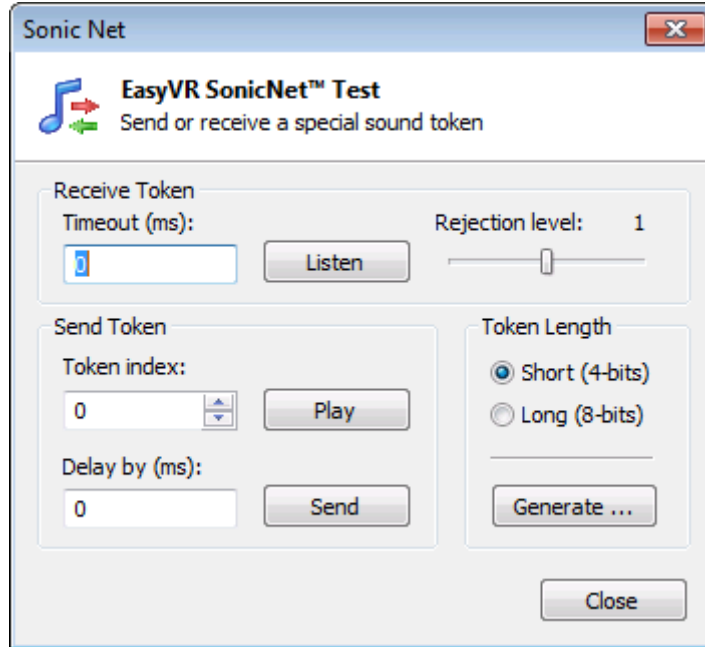 Sonic Net
EasyVR SonicNet™ Test
Send or receive a special sound token
Receive Token
Timeout (ms):
Rejection level: 1
0
Listen
Send Token
Token index:
0
Play
Delay by (ms):
0
Send
Token Length
Short (4-bits)
Long (8-bits)
Generate ...
Close